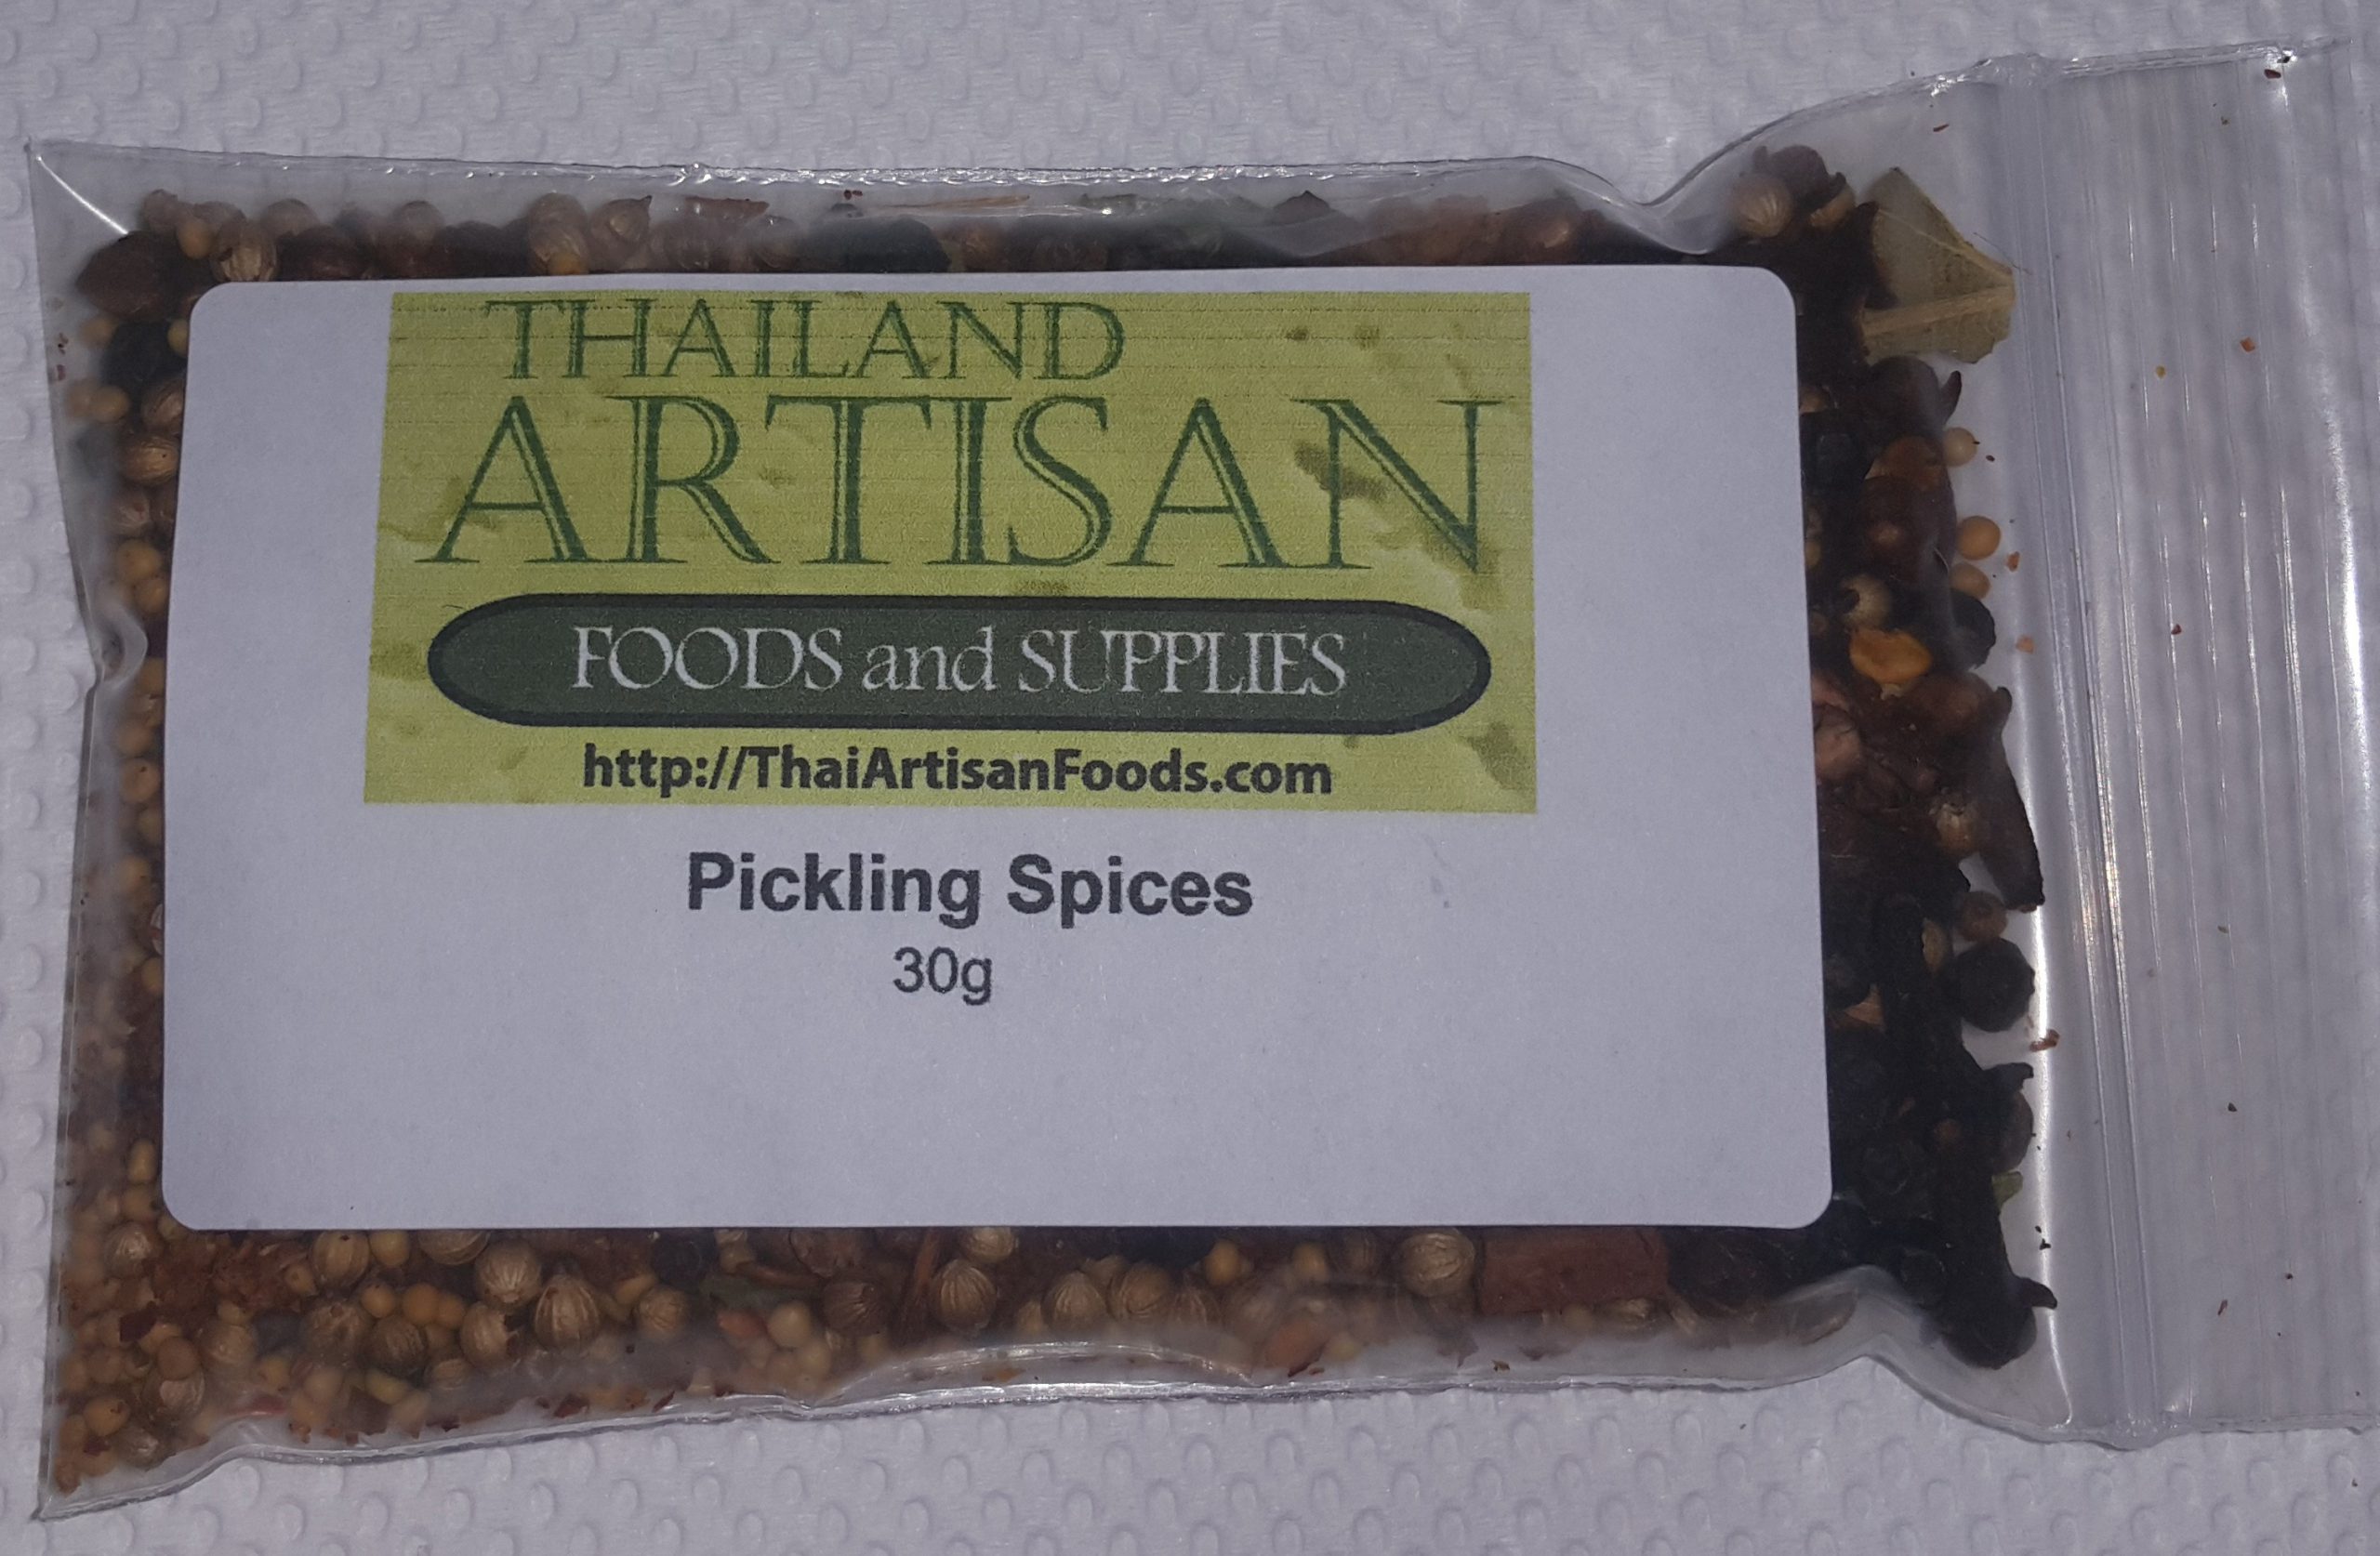 THAILAND
ARTISAN
FOODS and SUPPLIES
http://ThaiArtisanFoods.com
Pickling Spices
30g